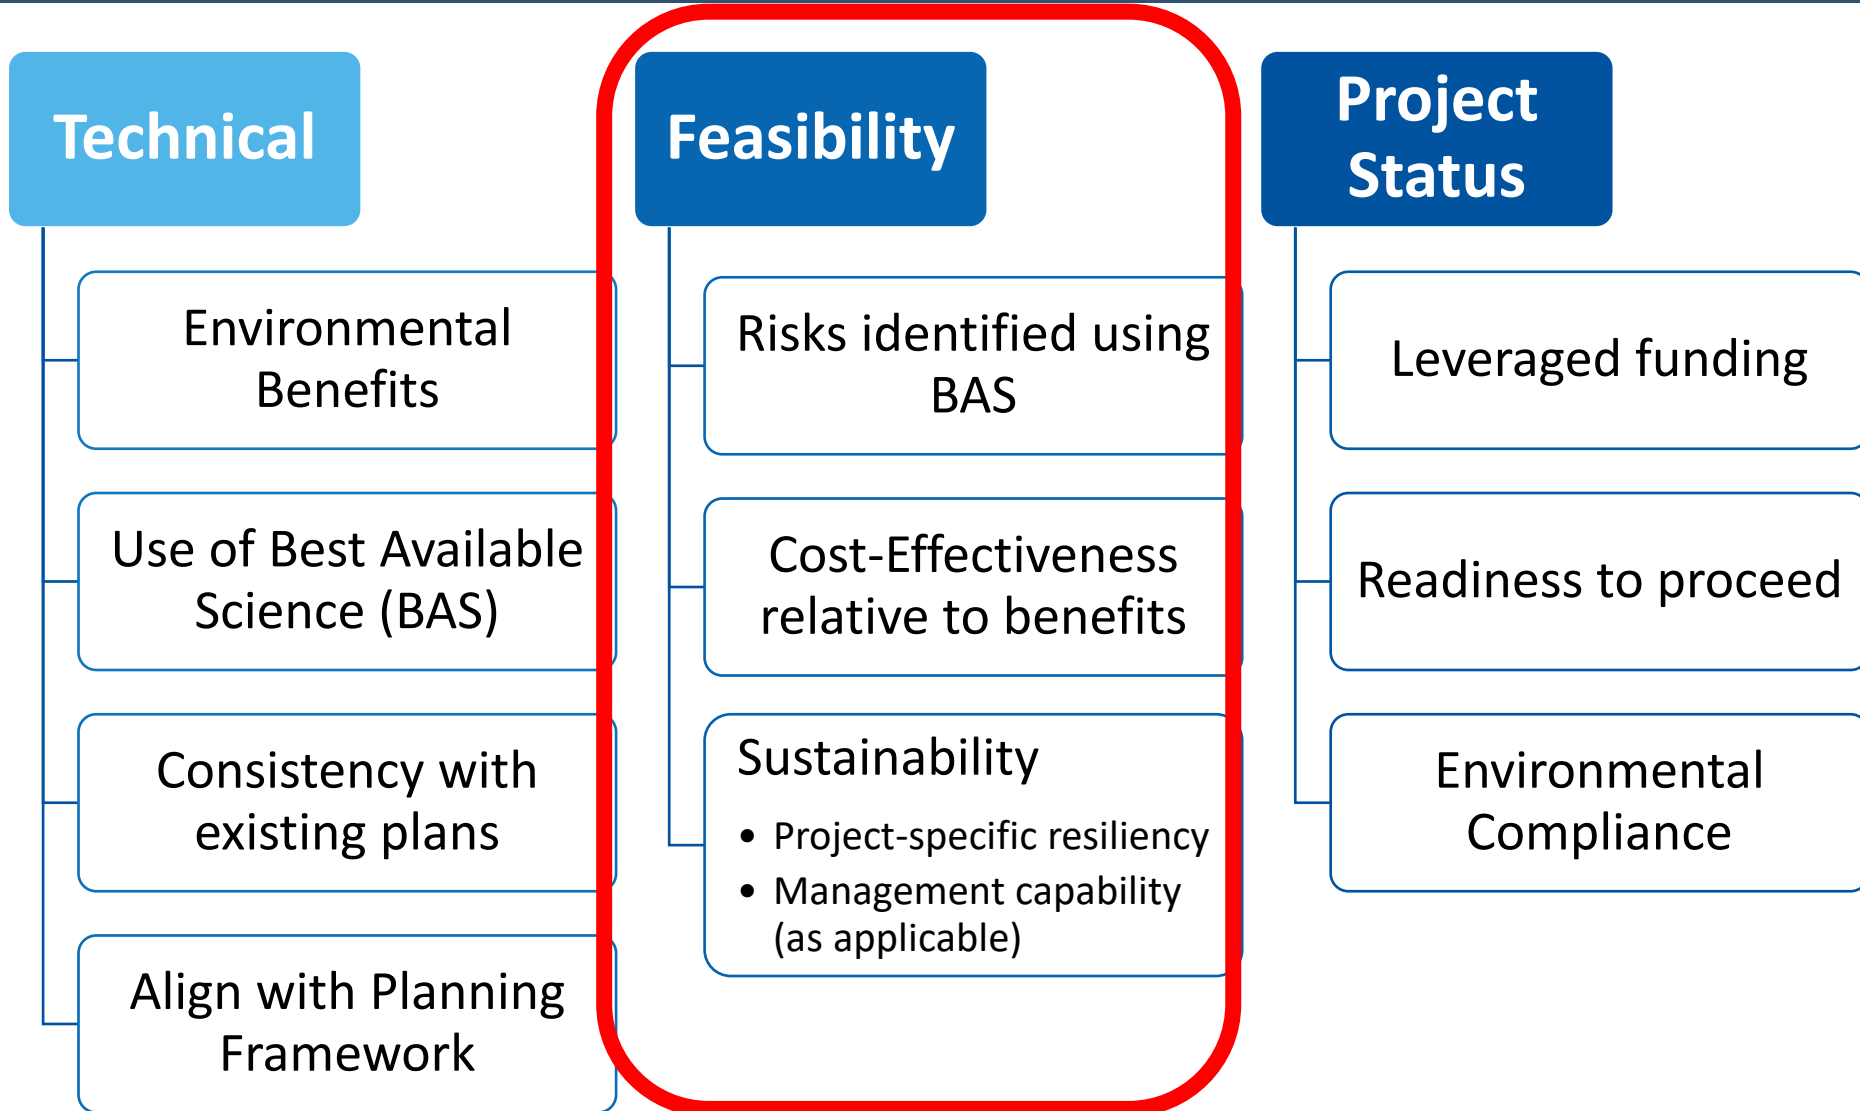 Technical
Environmental
Benefits
Use of Best Available
Science (BAS)
Consistency with
existing plans
Align with Planning
Framework
Feasibility
Risks identified using
BAS
Cost-Effectiveness
relative to benefits
Sustainability
• Project-specific resiliency
• Management capability
(as applicable)
Project
Status
Leveraged funding
Readiness to proceed
Environmental
Compliance